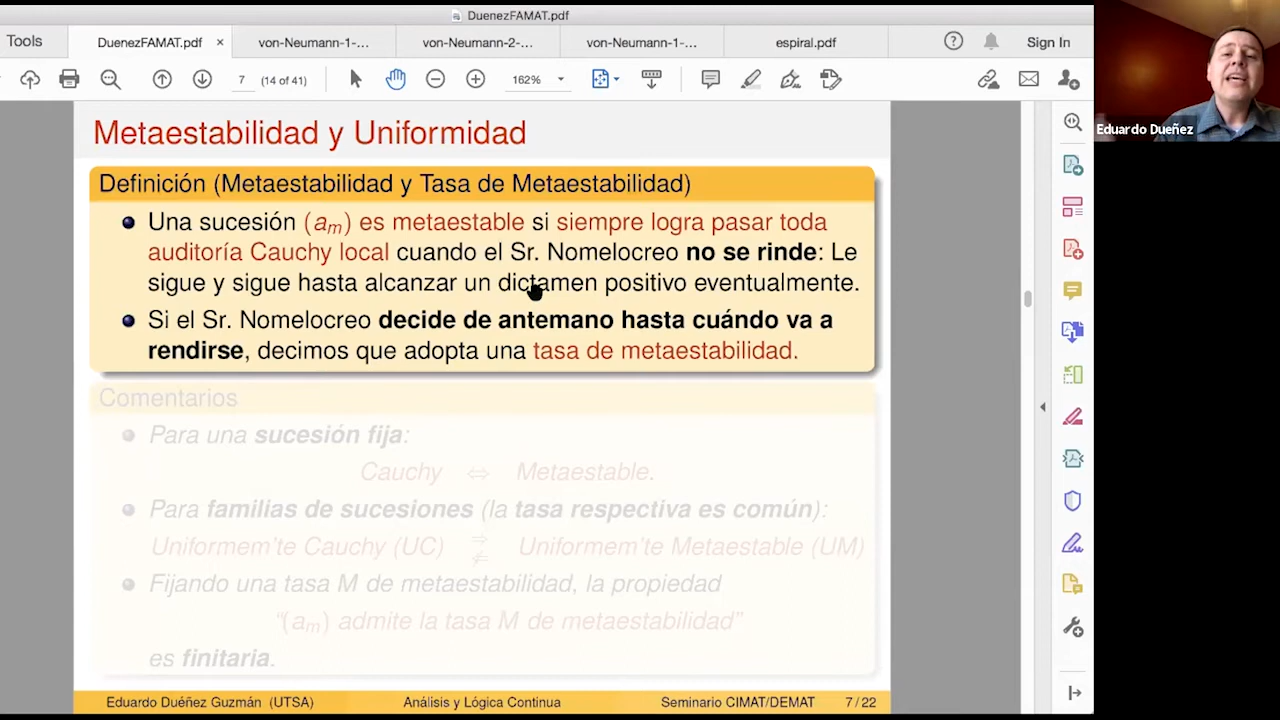 DuenezFAMAT.pdf
Tools
DuenezFAMAT.pdf ×
von-Neumann-1-...
von-Neumann-2-...
von-Neumann-1-...
espiral.pdf
Sign In
7 (14 of 41)
162%
Eduardo Dueñez
Metaestabilidad y Uniformidad
Definición (Metaestabilidad y Tasa de Metaestabilidad)
Una sucesión (aₘ) es metaestable si siempre logra pasar toda
auditoría Cauchy local cuando el Sr. Nomelocreo no se rinde: Le
sigue y sigue hasta alcanzar un dictamen positivo eventualmente.
Si el Sr. Nomelocreo decide de antemano hasta cuándo va a
rendirse, decimos que adopta una tasa de metaestabilidad.
Comentarios
Para una sucesión fija:
Cauchy ⇔ Metaestable.
Para familias de sucesiones (la tasa respectiva es común):
Uniformem'te Cauchy (UC) ⇒ ⇍ Uniformem'te Metaestable (UM)
Fijando una tasa M de metaestabilidad, la propiedad
“(aₘ) admite la tasa M de metaestabilidad”
es finitaria.
Eduardo Duéñez Guzmán (UTSA) Análisis y Lógica Continua Seminario CIMAT/DEMAT 7 / 22